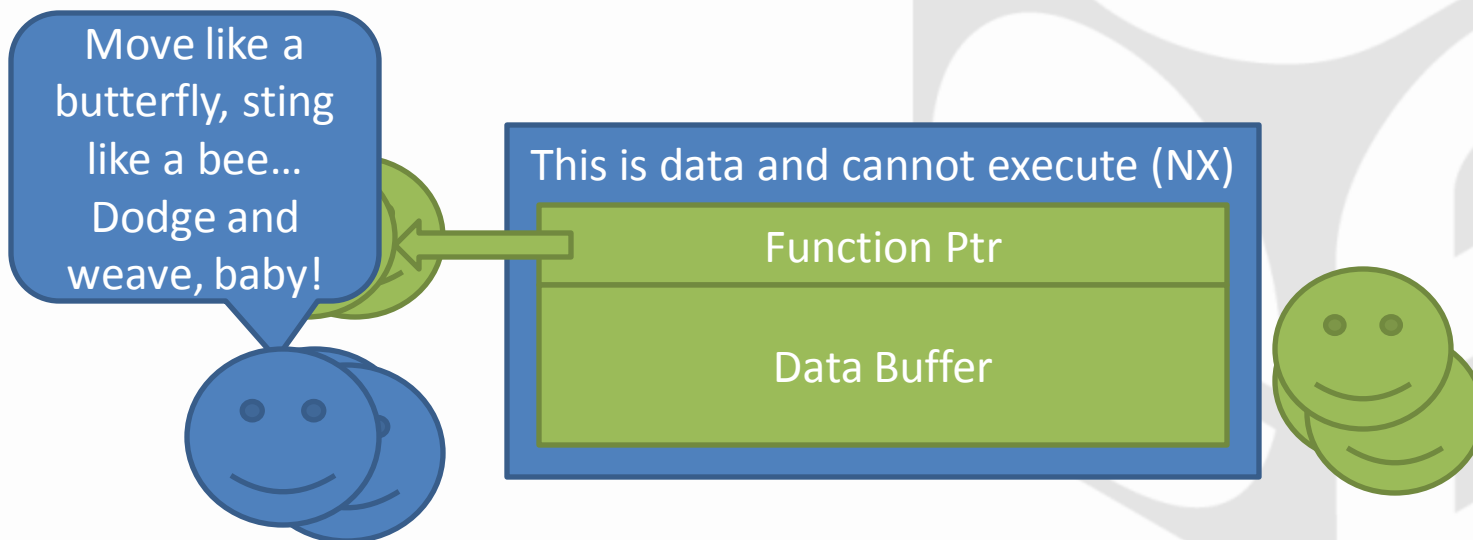 Move like a
butterfly, sting
like a bee…
Dodge and
weave, baby!
This is data and cannot execute (NX)
Function Ptr
Data Buffer